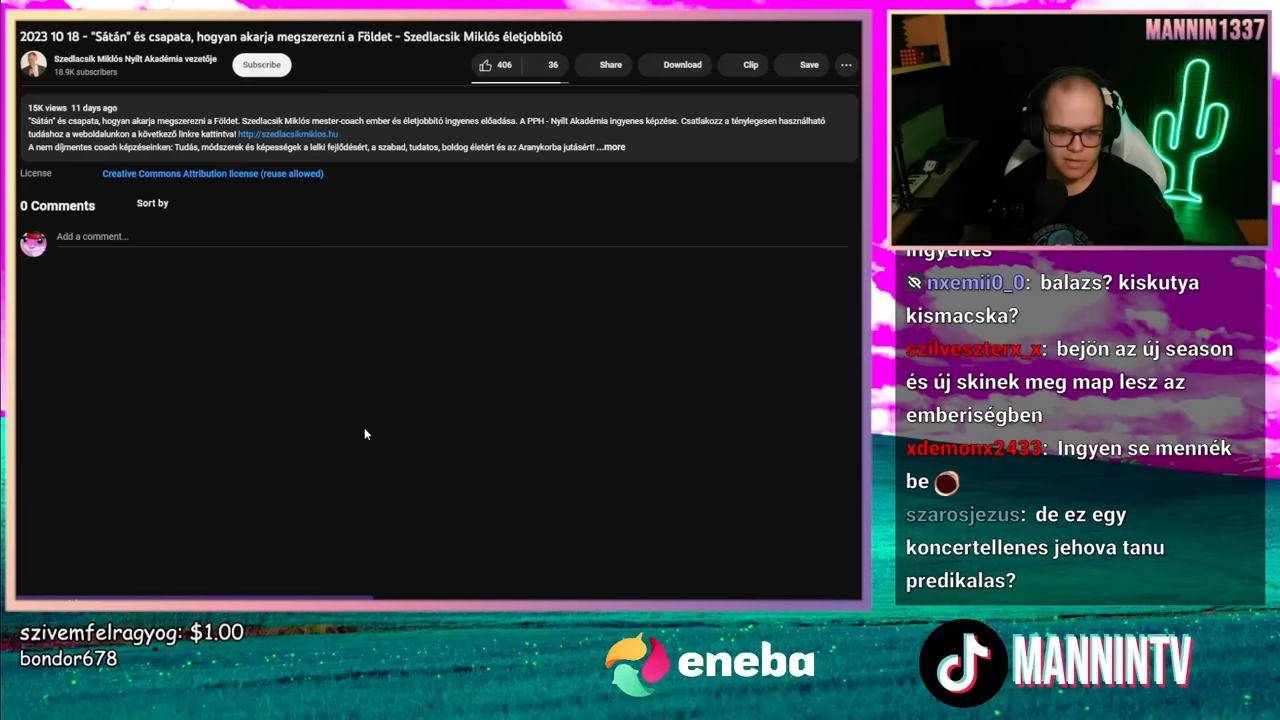 2023 10 18 - "Sátán" és csapata, hogyan akarja megszerezni a Földet - Szedlacsik Miklós életjobbító
Szedlacsik Miklós Nyílt Akadémia vezetője
18.9K subscribers
Subscribe
406
36
Share
Download
Clip
Save
15K views 11 days ago
"Sátán" és csapata, hogyan akarja megszerezni a Földet. Szedlacsik Miklós mester-coach ember és életjobbító ingyenes előadása. A PPH - Nyílt Akadémia ingyenes képzése. Csatlakozz a ténylegesen használható
tudáshoz a weboldalunkon a következő linkre kattintva! http://szedlacsikmiklos.hu
A nem díjmentes coach képzéseinken: Tudás, módszerek és képességek a lelki fejlődésért, a szabad, tudatos, boldog életért és az Aranykorba jutásért! ...more
License
Creative Commons Attribution license (reuse allowed)
0 Comments
Sort by
Add a comment...
MANNIN1337
ingyenes
nxemii0_0: balazs? kiskutya
kismacska?
szilveszterx_x: bejön az új season
és új skinek meg map lesz az
emberiségben
xdemonx2433: Ingyen se mennék
be
szarosjezus: de ez egy
koncertellenes jehova tanu
predikalas?
szivemfelragyog: $1.00
bondor678
eneba
MANNINTV